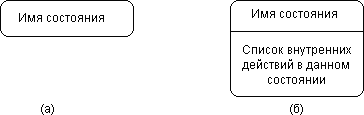 Имя состояния
Имя состояния
Список внутренних
действий в данном
состоянии
(а)
(б)